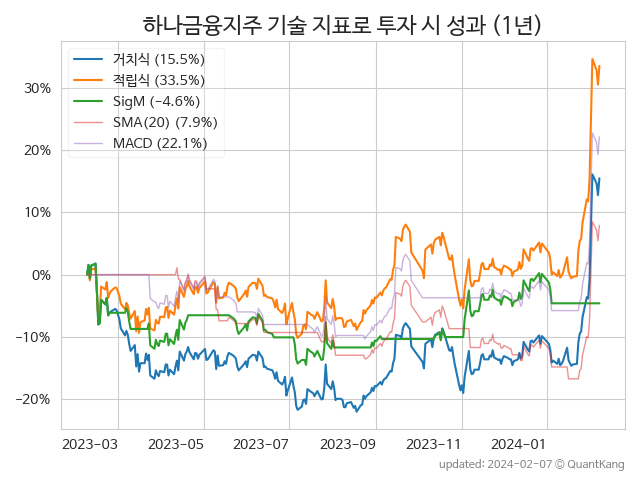 하나금융지주 기술 지표로 투자 시 성과 (1년)
거치식 (15.5%)
적립식 (33.5%)
SigM (−4.6%)
SMA(20) (7.9%)
MACD (22.1%)
30%
20%
10%
0%
−10%
−20%
2023-03 2023-05 2023-07 2023-09 2023-11 2024-01
updated: 2024-02-07 © QuantKang